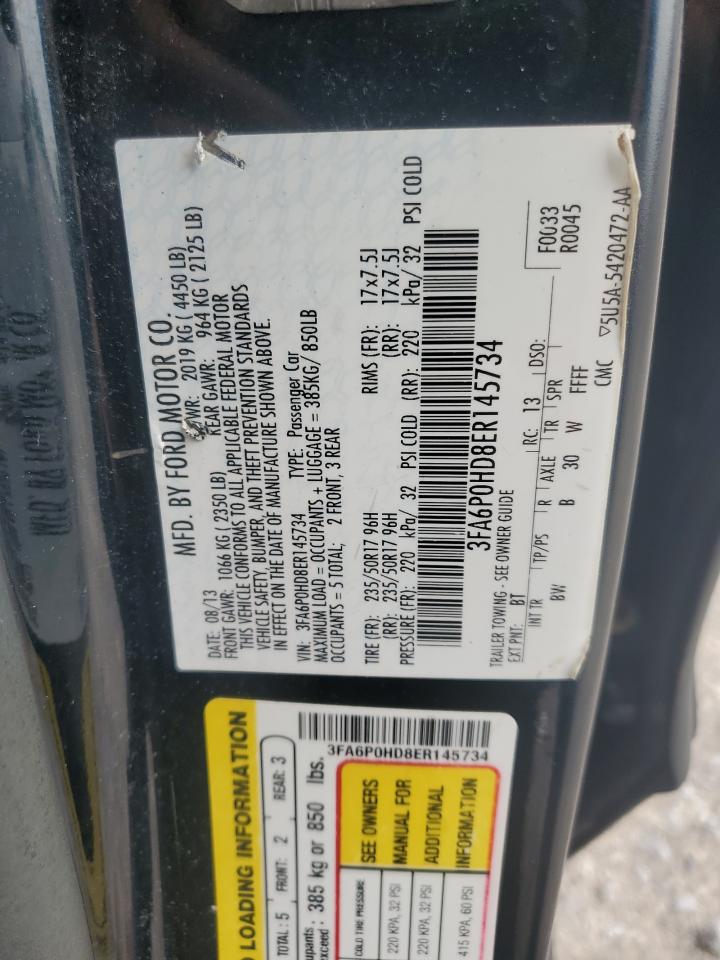 MFD. BY FORD MOTOR CO.
DATE: 08/13 GVWR: 2019 KG ( 4450 LB)
FRONT GAWR: 1066 KG ( 2350 LB) REAR GAWR: 964 KG ( 2125 LB)
THIS VEHICLE CONFORMS TO ALL APPLICABLE FEDERAL MOTOR
VEHICLE SAFETY, BUMPER, AND THEFT PREVENTION STANDARDS
IN EFFECT ON THE DATE OF MANUFACTURE SHOWN ABOVE.
VIN: 3FA6P0HD8ER145734 TYPE: Passenger Car
MAXIMUM LOAD = OCCUPANTS + LUGGAGE = 385KG/ 850LB
OCCUPANTS = 5 TOTAL; 2 FRONT, 3 REAR
TIRE (FR): 235/50R17 96H RIMS (FR): 17x7.5J
(RR): 235/50R17 96H (RR): 17x7.5J
PRESSURE (FR): 220 kPa/ 32 PSI COLD (RR): 220 kPa/ 32 PSI COLD
3FA6P0HD8ER145734
TRAILER TOWING - SEE OWNER GUIDE
EXT PNT: BT RC: 13 DSO: F0033
R0045
INT TR TP/PS R AXLE TR SPR
BW B 30 W FFFF
CMC ▽5U5A-5420472-AA
LOADING INFORMATION
TOTAL: 5 FRONT: 2 REAR: 3
385 kg or 850 lbs.
3FA6P0HD8ER145734
COLD TIRE PRESSURE
220 KPA, 32 PSI
220 KPA, 32 PSI
415 KPA, 60 PSI
SEE OWNERS
MANUAL FOR
ADDITIONAL
INFORMATION